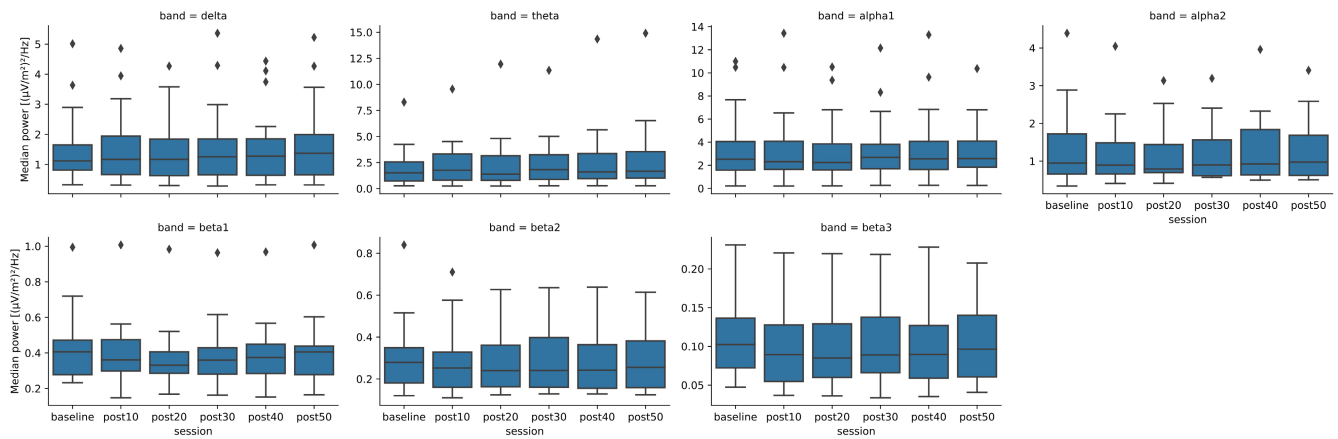 band = delta
band = theta
band = alpha1
band = alpha2
Median power [(μV/m²)²/Hz]
5
4
3
2
1
15.0
12.5
10.0
7.5
5.0
2.5
0.0
14
12
10
8
6
4
2
0
4
3
2
1
baseline post10 post20 post30 post40 post50
session
band = beta1
band = beta2
band = beta3
Median power [(μV/m²)²/Hz]
1.0
0.8
0.6
0.4
0.2
0.8
0.6
0.4
0.2
0.20
0.15
0.10
0.05
baseline post10 post20 post30 post40 post50
session
baseline post10 post20 post30 post40 post50
session
baseline post10 post20 post30 post40 post50
session